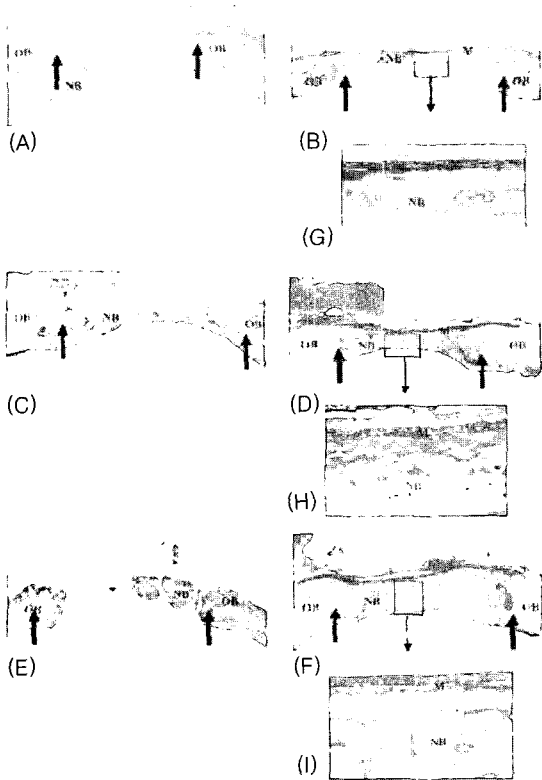 OB OB
NB
(A)
NB M
OB OB
(B)
NB
(G)
OB NB OB
(C)
OB NB M OB
(D)
M
NB
(H)
OB NB OB
(E)
OB NB OB
(F)
M
NB
(I)